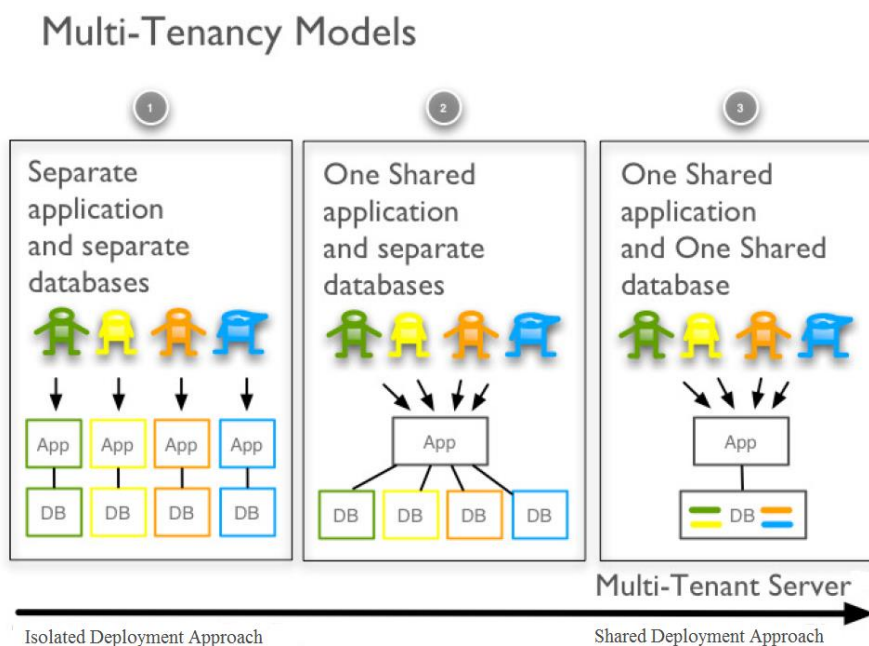 Multi-Tenancy Models
1
Separate
application
and separate
databases
App App App App
DB DB DB DB
2
One Shared
application
and separate
databases
App
DB DB DB DB
3
One Shared
application
and One Shared
database
App
DB
Multi-Tenant Server
Isolated Deployment Approach
Shared Deployment Approach